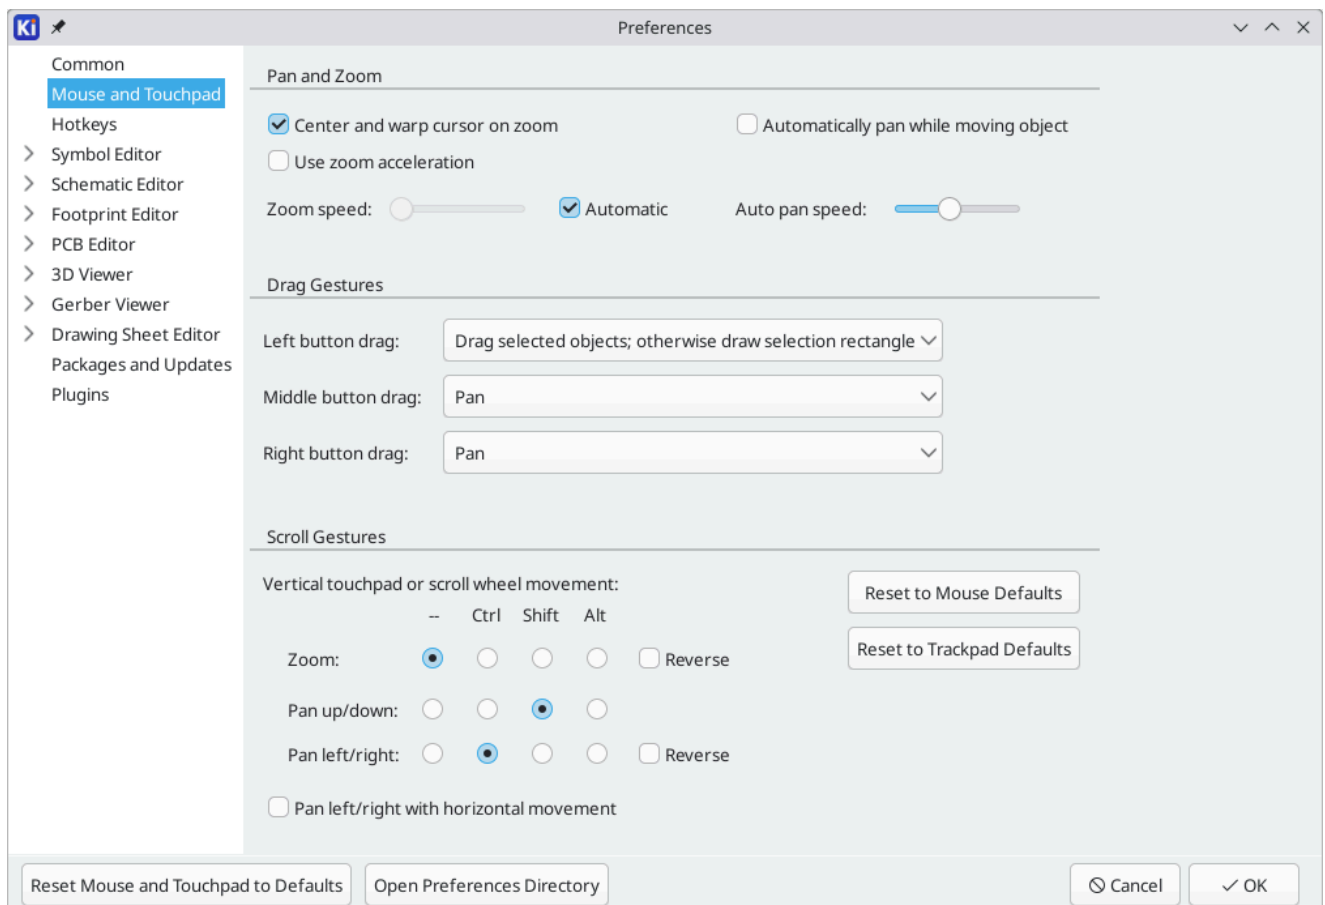 Ki Preferences
Common
Mouse and Touchpad
Hotkeys
Symbol Editor
Schematic Editor
Footprint Editor
PCB Editor
3D Viewer
Gerber Viewer
Drawing Sheet Editor
Packages and Updates
Plugins
Pan and Zoom
Center and warp cursor on zoom Automatically pan while moving object
Use zoom acceleration
Zoom speed: Automatic Auto pan speed:
Drag Gestures
Left button drag: Drag selected objects; otherwise draw selection rectangle
Middle button drag: Pan
Right button drag: Pan
Scroll Gestures
Vertical touchpad or scroll wheel movement:
-- Ctrl Shift Alt
Zoom: Reverse
Pan up/down:
Pan left/right: Reverse
Pan left/right with horizontal movement
Reset to Mouse Defaults
Reset to Trackpad Defaults
Reset Mouse and Touchpad to Defaults Open Preferences Directory Cancel OK